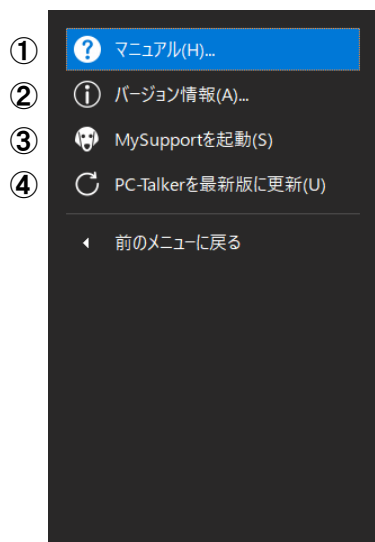 ① マニュアル(H)...
② バージョン情報(A)...
③ MySupportを起動(S)
④ PC-Talkerを最新版に更新(U)
前のメニューに戻る